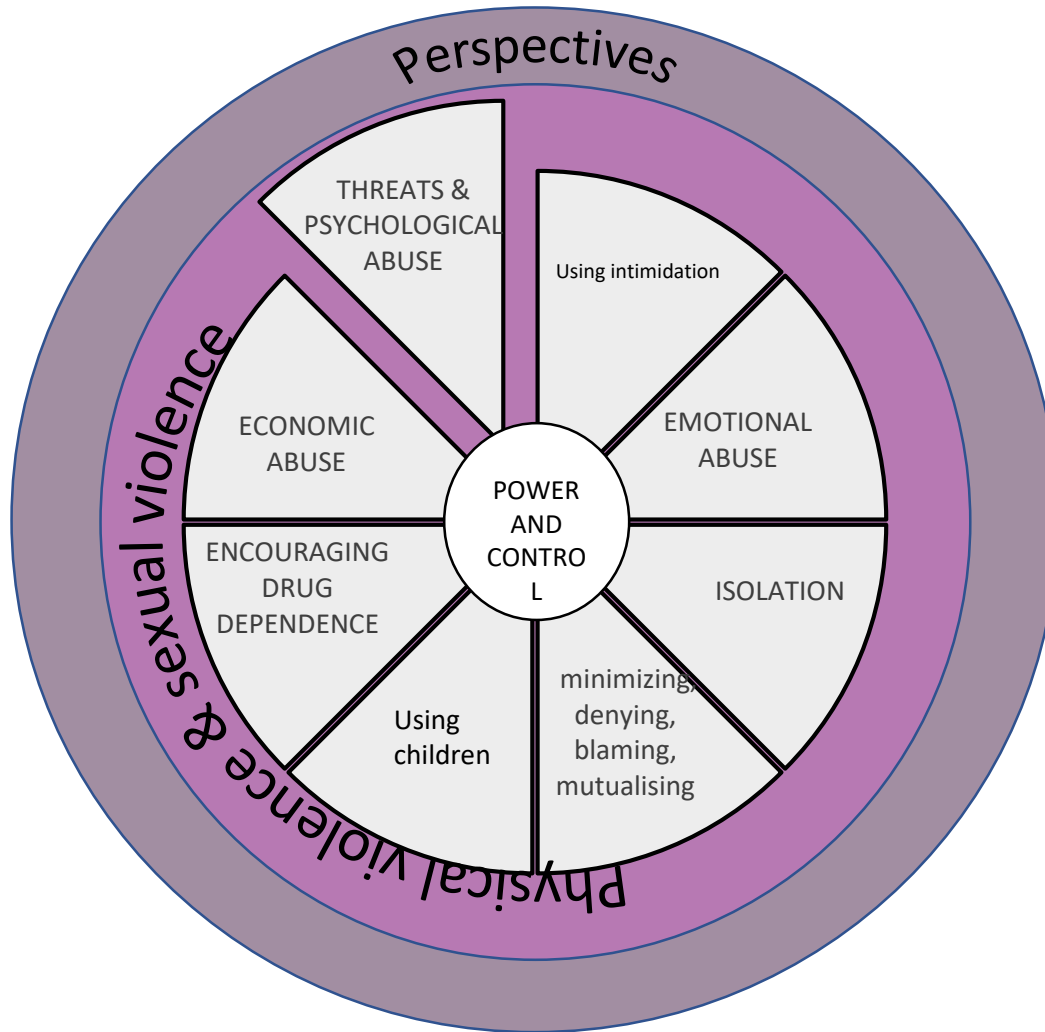 Perspectives
THREATS &
PSYCHOLOGICAL
ABUSE
Using intimidation
EMOTIONAL
ABUSE
ISOLATION
minimizing,
denying,
blaming,
mutualising
Using
children
ENCOURAGING
DRUG
DEPENDENCE
ECONOMIC
ABUSE
POWER
AND
CONTRO
L
Physical violence & sexual violence